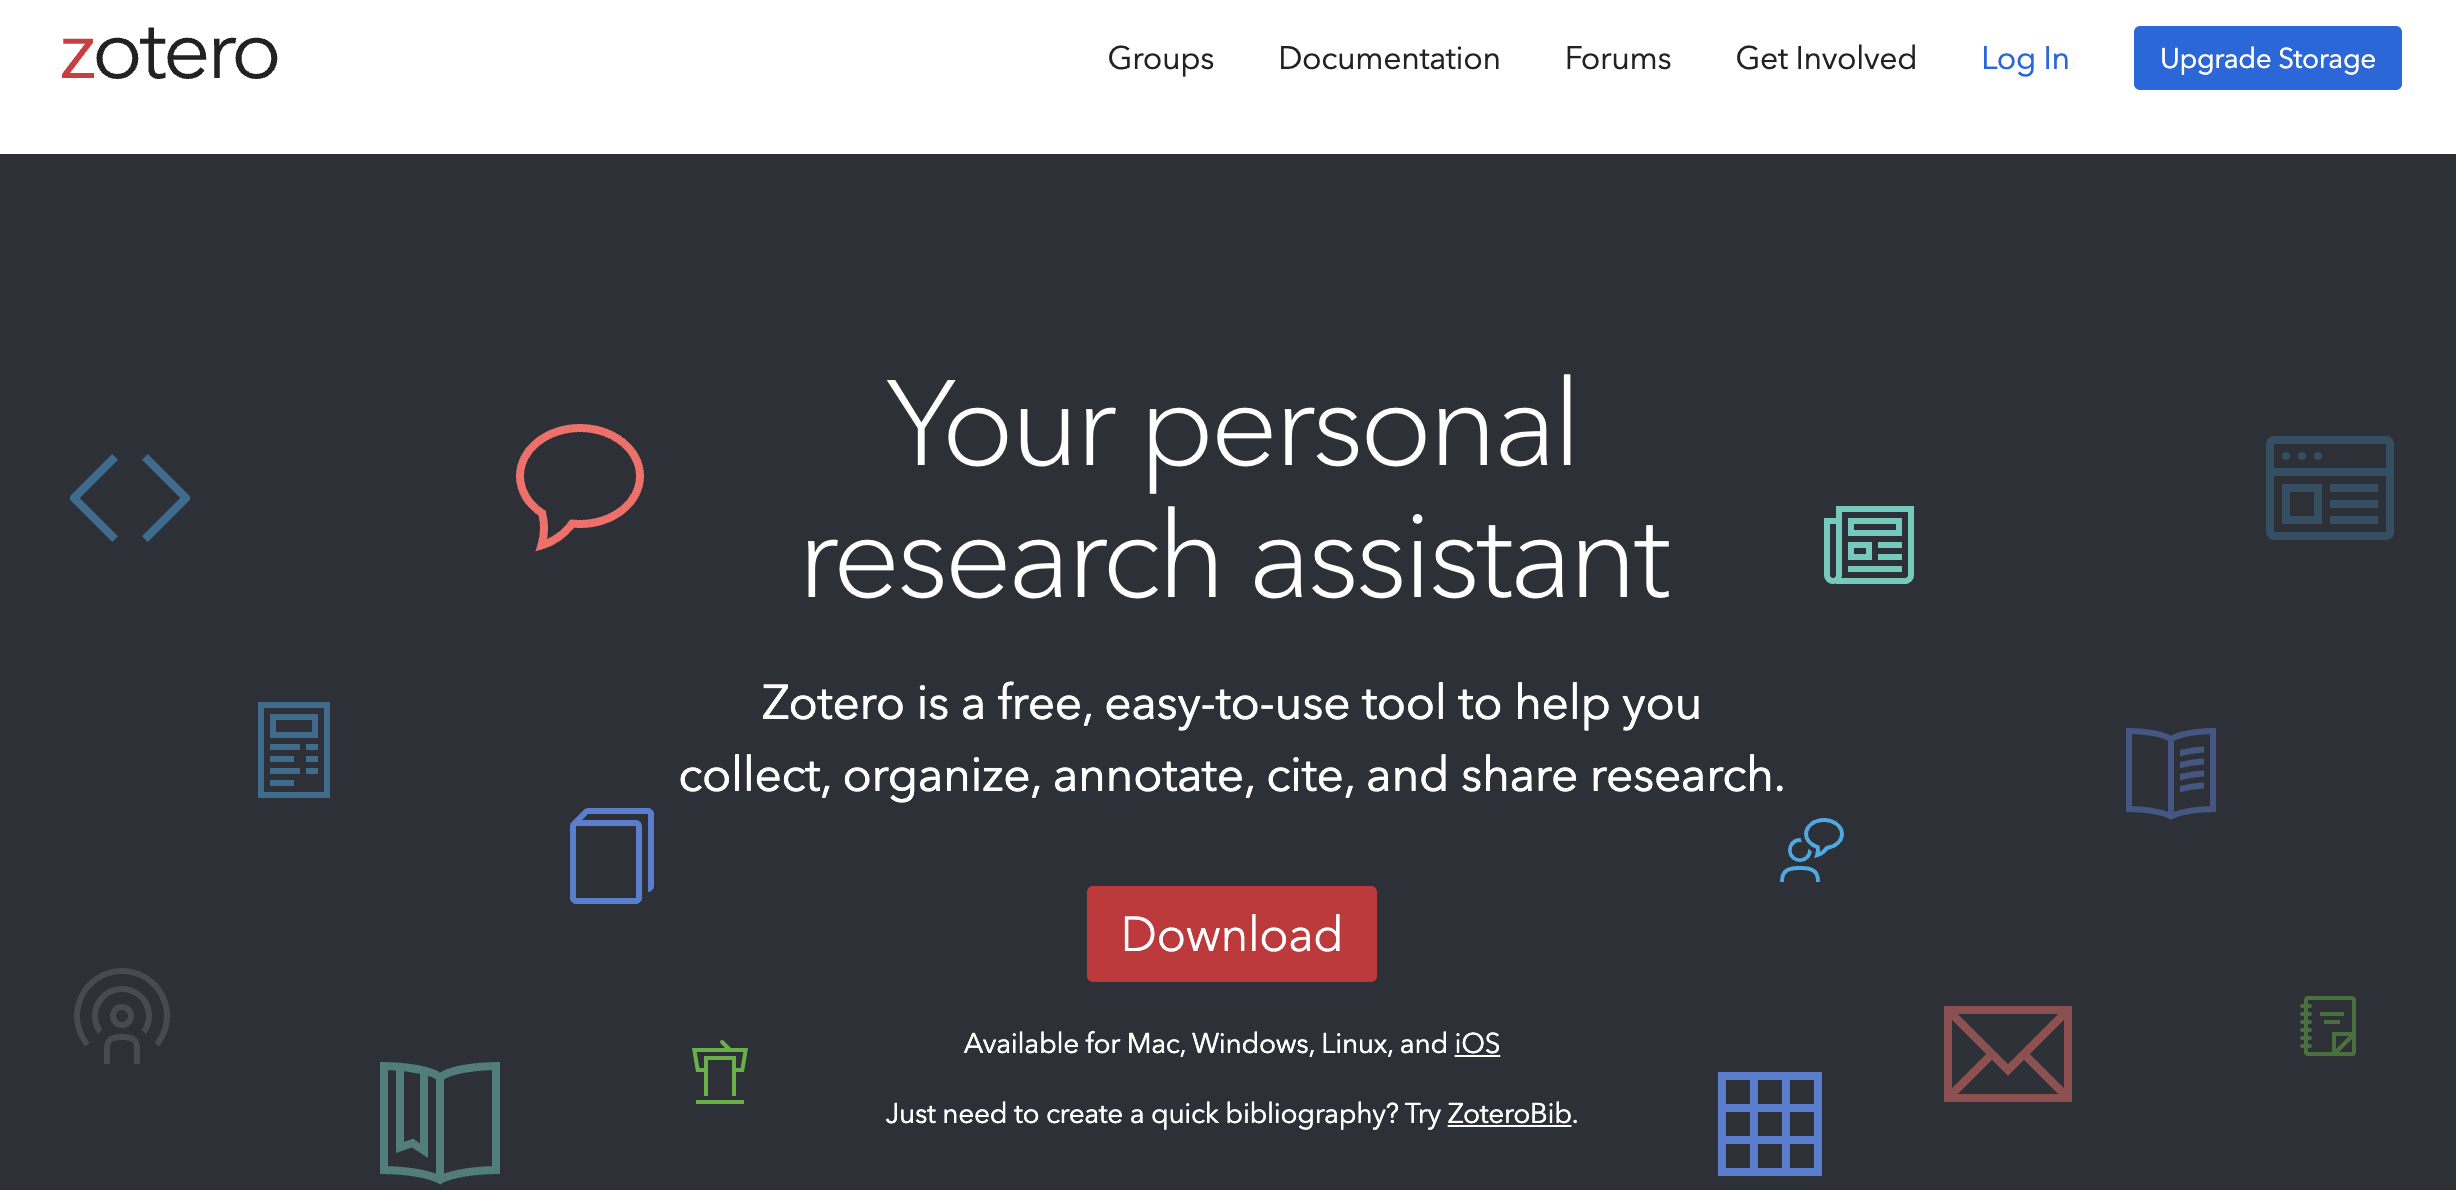 zotero
Groups Documentation Forums Get Involved Log In Upgrade Storage
Your personal
research assistant
Zotero is a free, easy-to-use tool to help you
collect, organize, annotate, cite, and share research.
Download
Available for Mac, Windows, Linux, and iOS
Just need to create a quick bibliography? Try ZoteroBib.